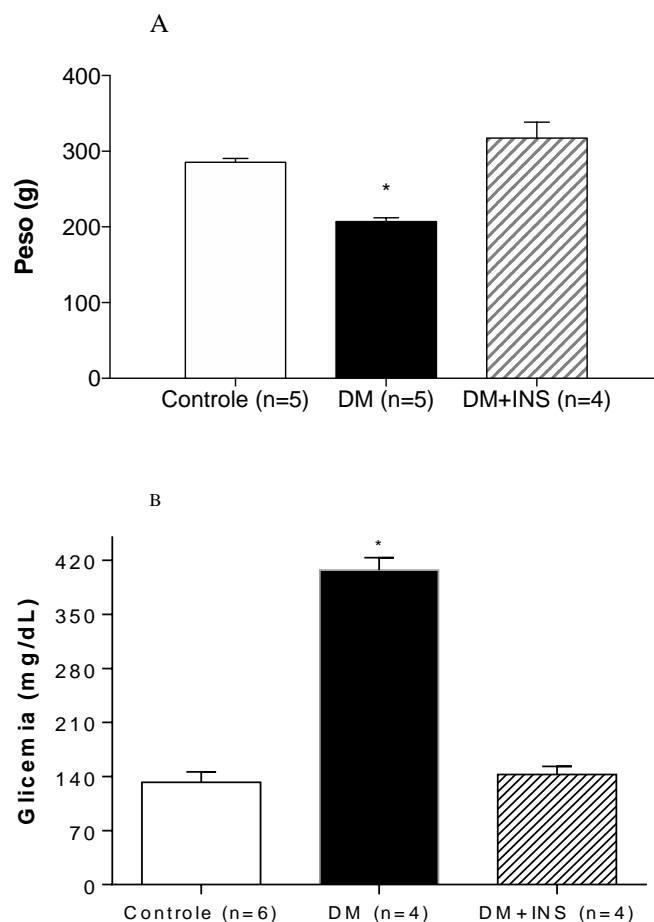 A
400
300
200
100
0
Peso (g)
*
Controle (n=5) DM (n=5) DM+INS (n=4)
B
420
350
280
210
140
70
0
Glicemia (mg/dL)
*
Controle (n=6) DM (n=4) DM+INS (n=4)